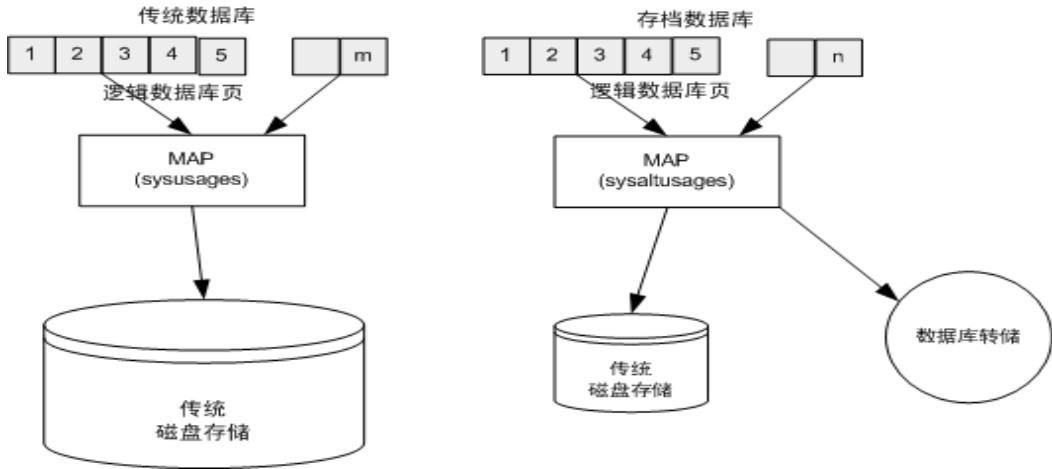 传统数据库
1 2 3 4 5 m
逻辑数据库页
MAP
(sysusages)
传统
磁盘存储
存档数据库
1 2 3 4 5 n
逻辑数据库页
MAP
(sysaltusages)
传统
磁盘存储
数据库转储